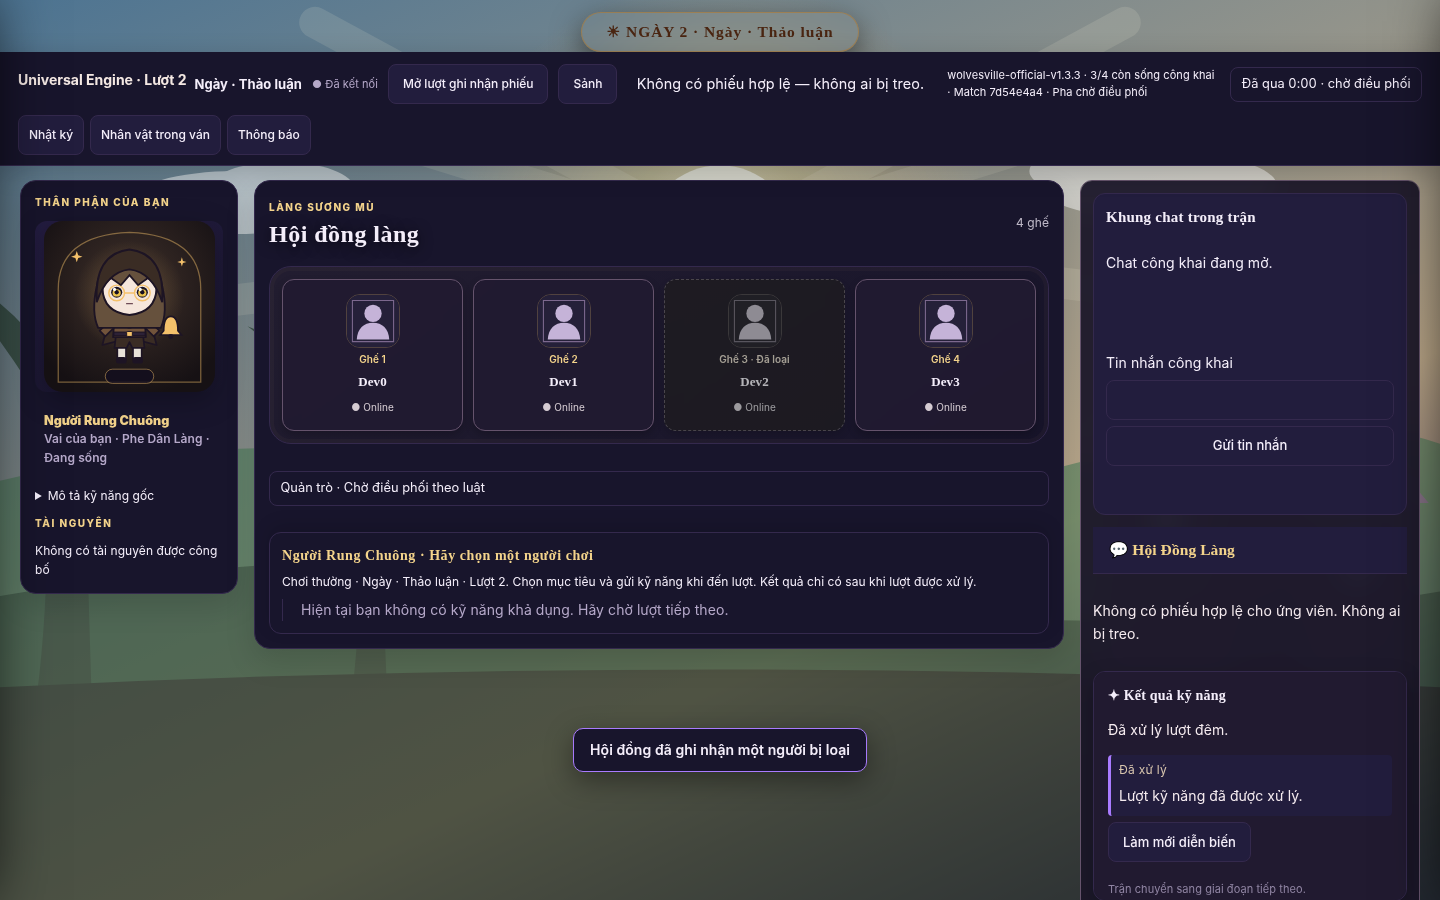 ☀ NGÀY 2 · Ngày · Thảo luận
Universal Engine · Lượt 2
Ngày · Thảo luận
Đã kết nối
Mở lượt ghi nhận phiếu
Sảnh
Không có phiếu hợp lệ — không ai bị treo.
wolvesville-official-v1.3.3 · 3/4 còn sống công khai
· Match 7d54e4a4 · Pha chờ điều phối
Đã qua 0:00 · chờ điều phối
Nhật ký
Nhân vật trong ván
Thông báo
THÂN PHẬN CỦA BẠN
Người Rung Chuông
Vai của bạn · Phe Dân Làng ·
Đang sống
▶ Mô tả kỹ năng gốc
TÀI NGUYÊN
Không có tài nguyên được công
bố
LÀNG SƯƠNG MÙ
Hội đồng làng
4 ghế
Ghế 1
Dev0
Online
Ghế 2
Dev1
Online
Ghế 3 · Đã loại
Dev2
Online
Ghế 4
Dev3
Online
Quản trò · Chờ điều phối theo luật
Người Rung Chuông · Hãy chọn một người chơi
Chơi thường · Ngày · Thảo luận · Lượt 2. Chọn mục tiêu và gửi kỹ năng khi đến lượt. Kết quả chỉ có sau khi lượt được xử lý.
Hiện tại bạn không có kỹ năng khả dụng. Hãy chờ lượt tiếp theo.
Hội đồng đã ghi nhận một người bị loại
Khung chat trong trận
Chat công khai đang mở.
Tin nhắn công khai
Gửi tin nhắn
💬 Hội Đồng Làng
Không có phiếu hợp lệ cho ứng viên. Không ai
bị treo.
✦ Kết quả kỹ năng
Đã xử lý lượt đêm.
Đã xử lý
Lượt kỹ năng đã được xử lý.
Làm mới diễn biến
Trận chuyển sang giai đoạn tiếp theo.